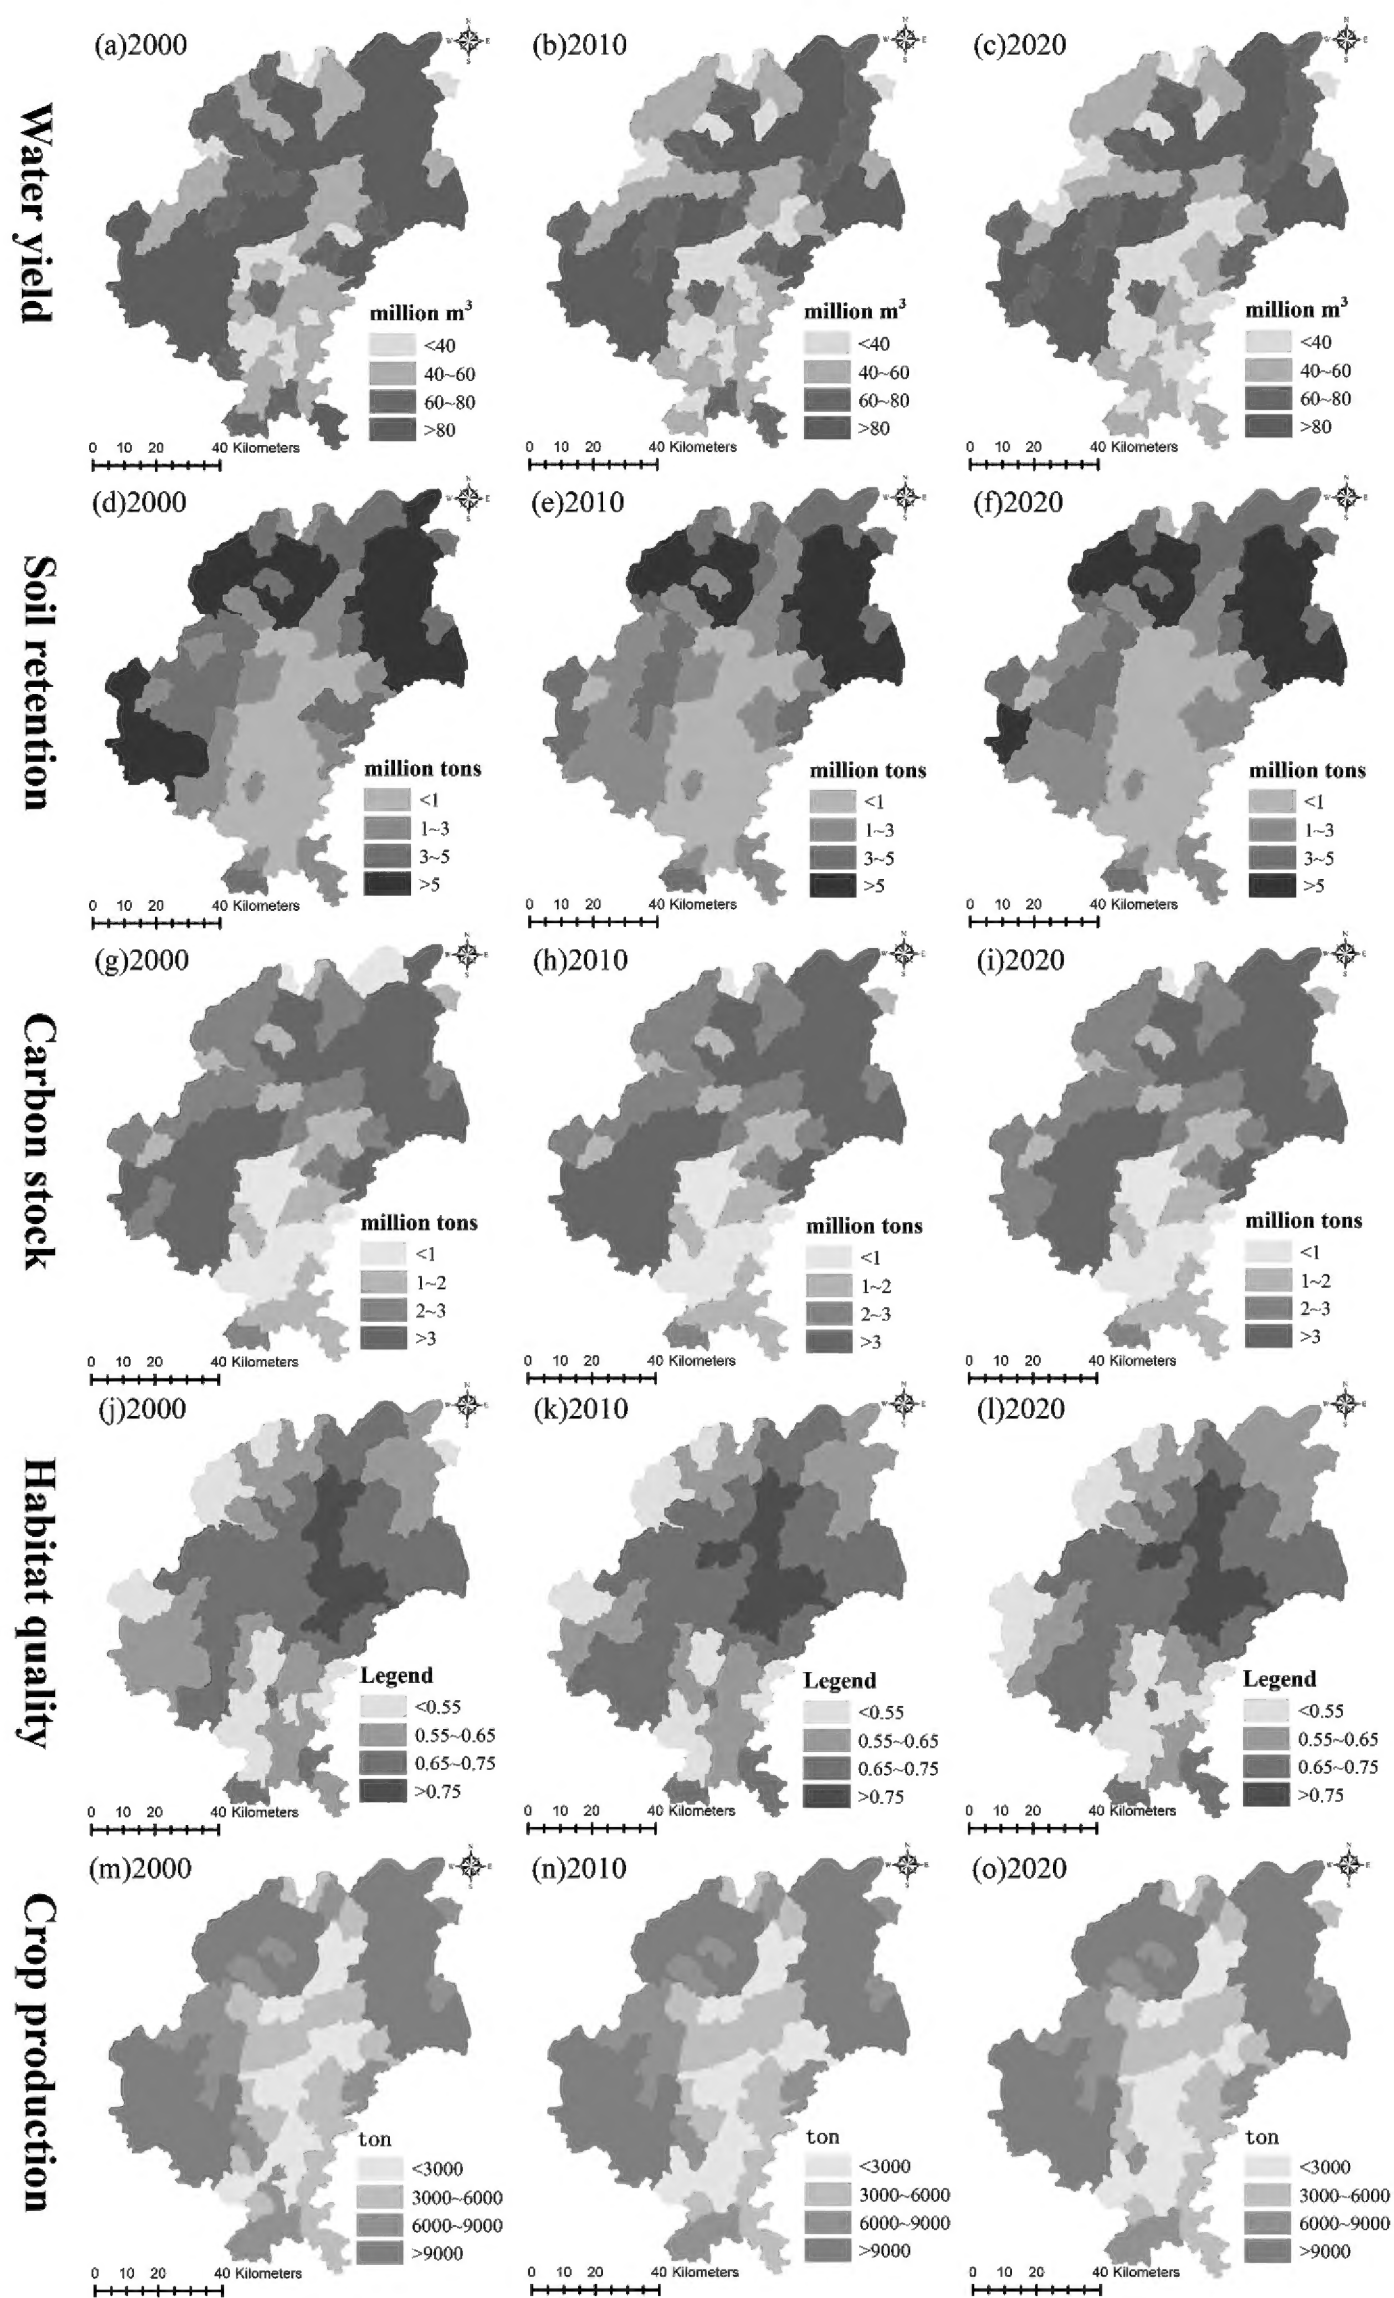 Water yield
(a)2000
N
W E
S
million m³
<40
40~60
60~80
>80
0 10 20 40 Kilometers
(b)2010
N
W E
S
million m³
<40
40~60
60~80
>80
0 10 20 40 Kilometers
(c)2020
N
W E
S
million m³
<40
40~60
60~80
>80
0 10 20 40 Kilometers
Soil retention
(d)2000
N
W E
S
million tons
<1
1~3
3~5
>5
0 10 20 40 Kilometers
(e)2010
N
W E
S
million tons
<1
1~3
3~5
>5
0 10 20 40 Kilometers
(f)2020
N
W E
S
million tons
<1
1~3
3~5
>5
0 10 20 40 Kilometers
Carbon stock
(g)2000
N
W E
S
million tons
<1
1~2
2~3
>3
0 10 20 40 Kilometers
(h)2010
N
W E
S
million tons
<1
1~2
2~3
>3
0 10 20 40 Kilometers
(i)2020
N
W E
S
million tons
<1
1~2
2~3
>3
0 10 20 40 Kilometers
Habitat quality
(j)2000
N
W E
S
Legend
<0.55
0.55~0.65
0.65~0.75
>0.75
0 10 20 40 Kilometers
(k)2010
N
W E
S
Legend
<0.55
0.55~0.65
0.65~0.75
>0.75
0 10 20 40 Kilometers
(l)2020
N
W E
S
Legend
<0.55
0.55~0.65
0.65~0.75
>0.75
0 10 20 40 Kilometers
Crop production
(m)2000
N
W E
S
ton
<3000
3000~6000
6000~9000
>9000
0 10 20 40 Kilometers
(n)2010
N
W E
S
ton
<3000
3000~6000
6000~9000
>9000
0 10 20 40 Kilometers
(o)2020
N
W E
S
ton
<3000
3000~6000
6000~9000
>9000
0 10 20 40 Kilometers